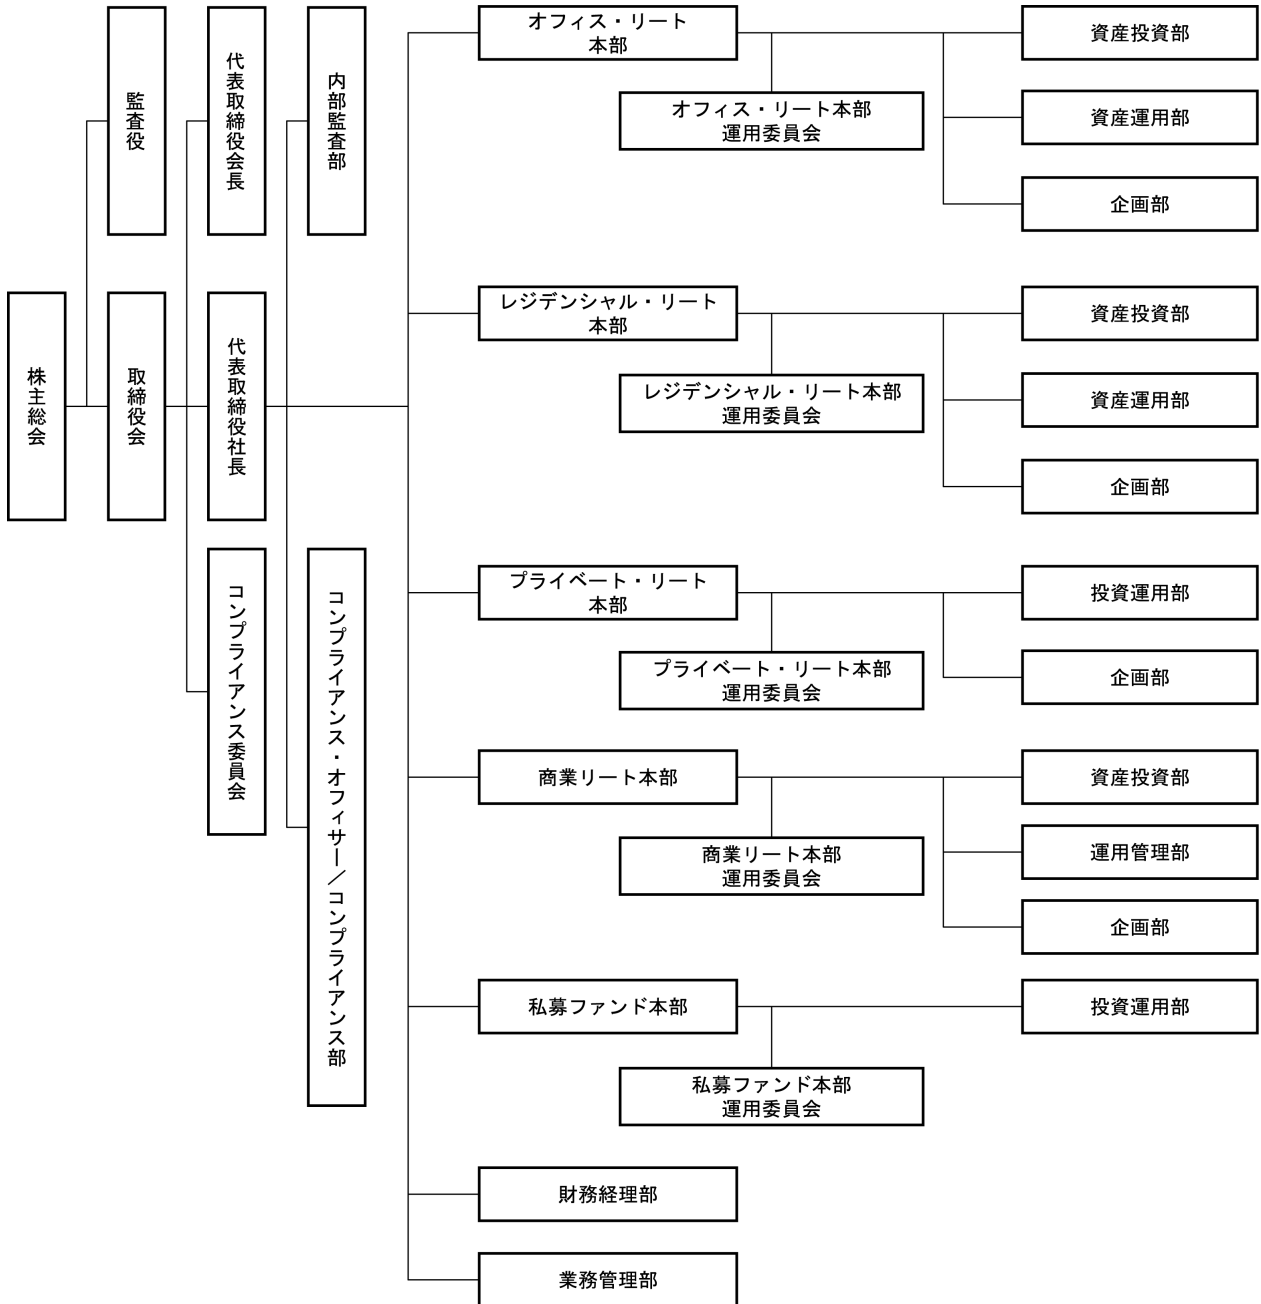 株主総会
監査役
取締役会
代表取締役会長
代表取締役社長
コンプライアンス委員会
内部監査部
コンプライアンス・オフィサー／コンプライアンス部
オフィス・リート
本部
オフィス・リート本部
運用委員会
資産投資部
資産運用部
企画部
レジデンシャル・リート
本部
レジデンシャル・リート本部
運用委員会
資産投資部
資産運用部
企画部
プライベート・リート
本部
プライベート・リート本部
運用委員会
投資運用部
企画部
商業リート本部
商業リート本部
運用委員会
資産投資部
運用管理部
企画部
私募ファンド本部
私募ファンド本部
運用委員会
投資運用部
財務経理部
業務管理部